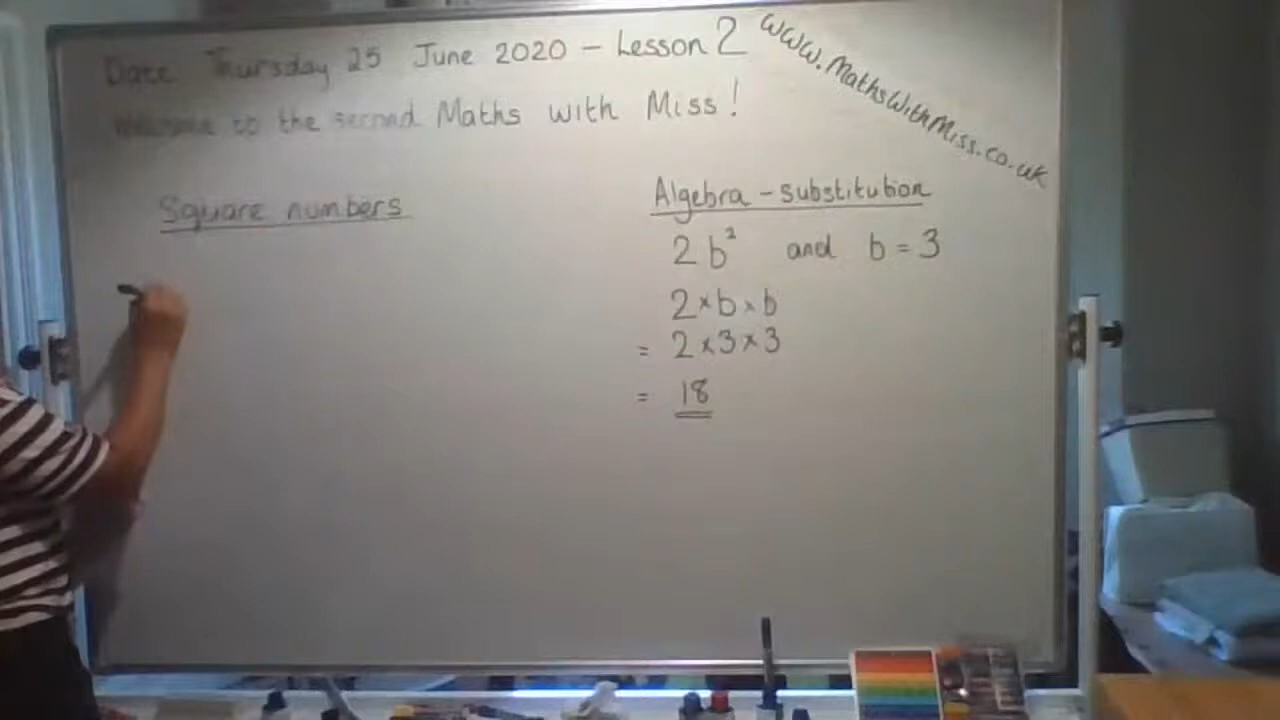 Date Thursday 25 June 2020 - Lesson 2
www.MathsWithMiss.co.uk
Welcome to the second Maths with Miss!
Square numbers
Algebra - substitution
2b² and b = 3
2×b×b
= 2×3×3
= 18